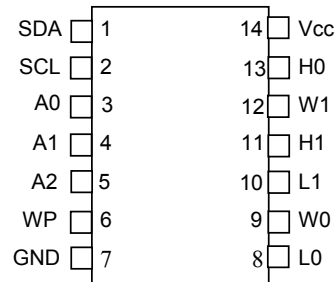 SDA 1 14 Vcc
SCL 2 13 H0
A0 3 12 W1
A1 4 11 H1
A2 5 10 L1
WP 6 9 W0
GND 7 8 L0